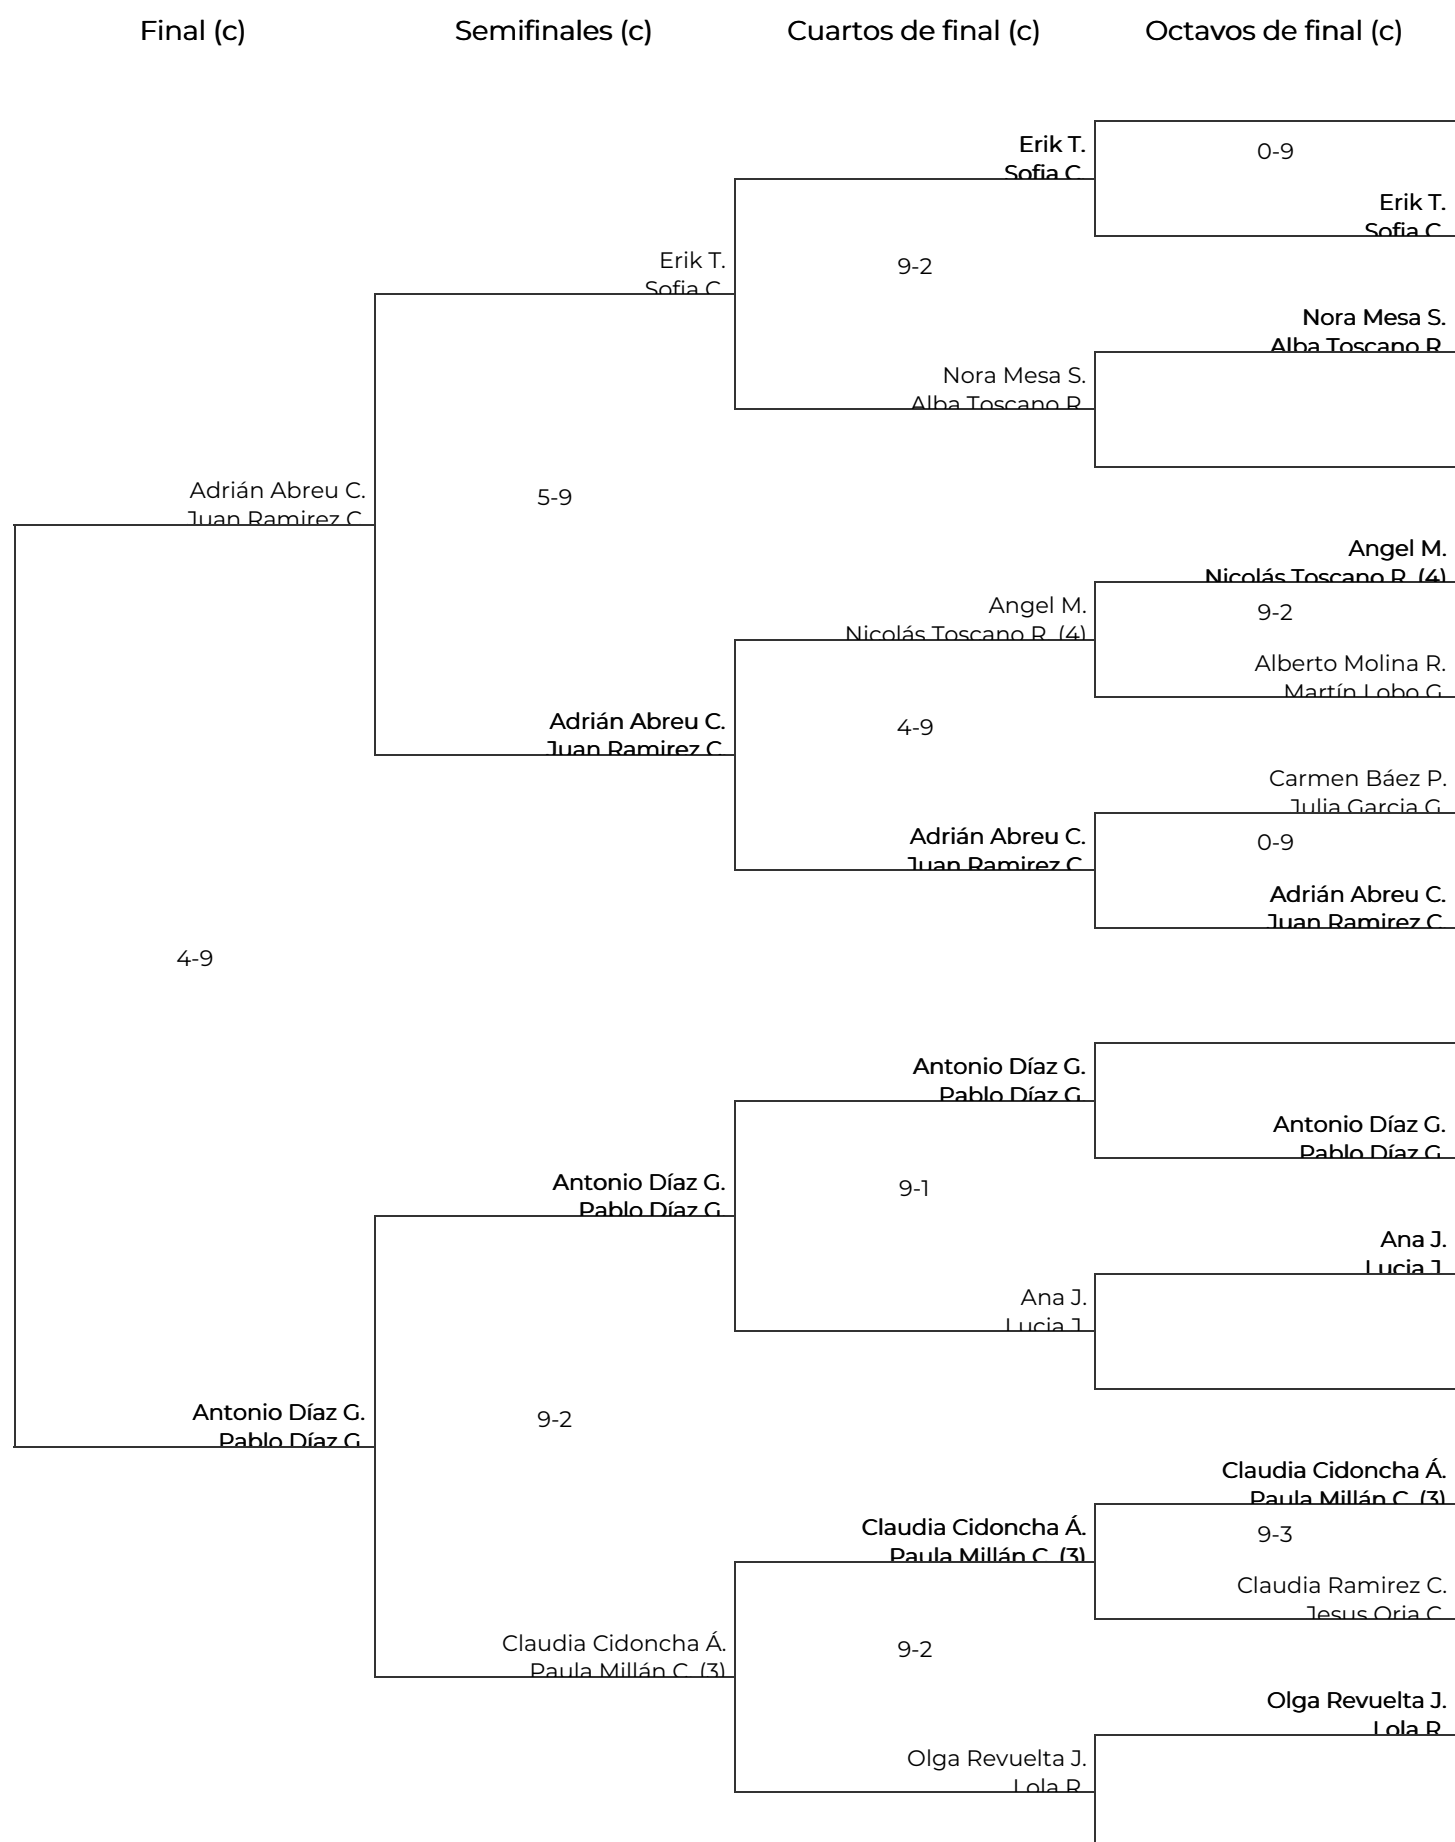 Final (c)
Semifinales (c)
Cuartos de final (c)
Octavos de final (c)
Erik T.
Sofia C.
0-9
Erik T.
Sofia C.
9-2
Erik T.
Sofia C.
Nora Mesa S.
Alba Toscano R.
Nora Mesa S.
Alba Toscano R.
Adrián Abreu C.
Juan Ramirez C.
5-9
Angel M.
Nicolás Toscano R. (4)
Angel M.
Nicolás Toscano R. (4)
9-2
Alberto Molina R.
Martín Lobo G.
Adrián Abreu C.
Juan Ramirez C.
4-9
Carmen Báez P.
Julia Garcia G.
Adrián Abreu C.
Juan Ramirez C.
0-9
Adrián Abreu C.
Juan Ramirez C.
4-9
Antonio Díaz G.
Pablo Díaz G.
Antonio Díaz G.
Pablo Díaz G.
Antonio Díaz G.
Pablo Díaz G.
9-1
Ana J.
Lucia J.
Ana J.
Lucia J.
Antonio Díaz G.
Pablo Díaz G.
9-2
Claudia Cidoncha Á.
Paula Millán C. (3)
Claudia Cidoncha Á.
Paula Millán C. (3)
9-3
Claudia Ramirez C.
Jesus Oria C.
Claudia Cidoncha Á.
Paula Millán C. (3)
9-2
Olga Revuelta J.
Lola R.
Olga Revuelta J.
Lola R.